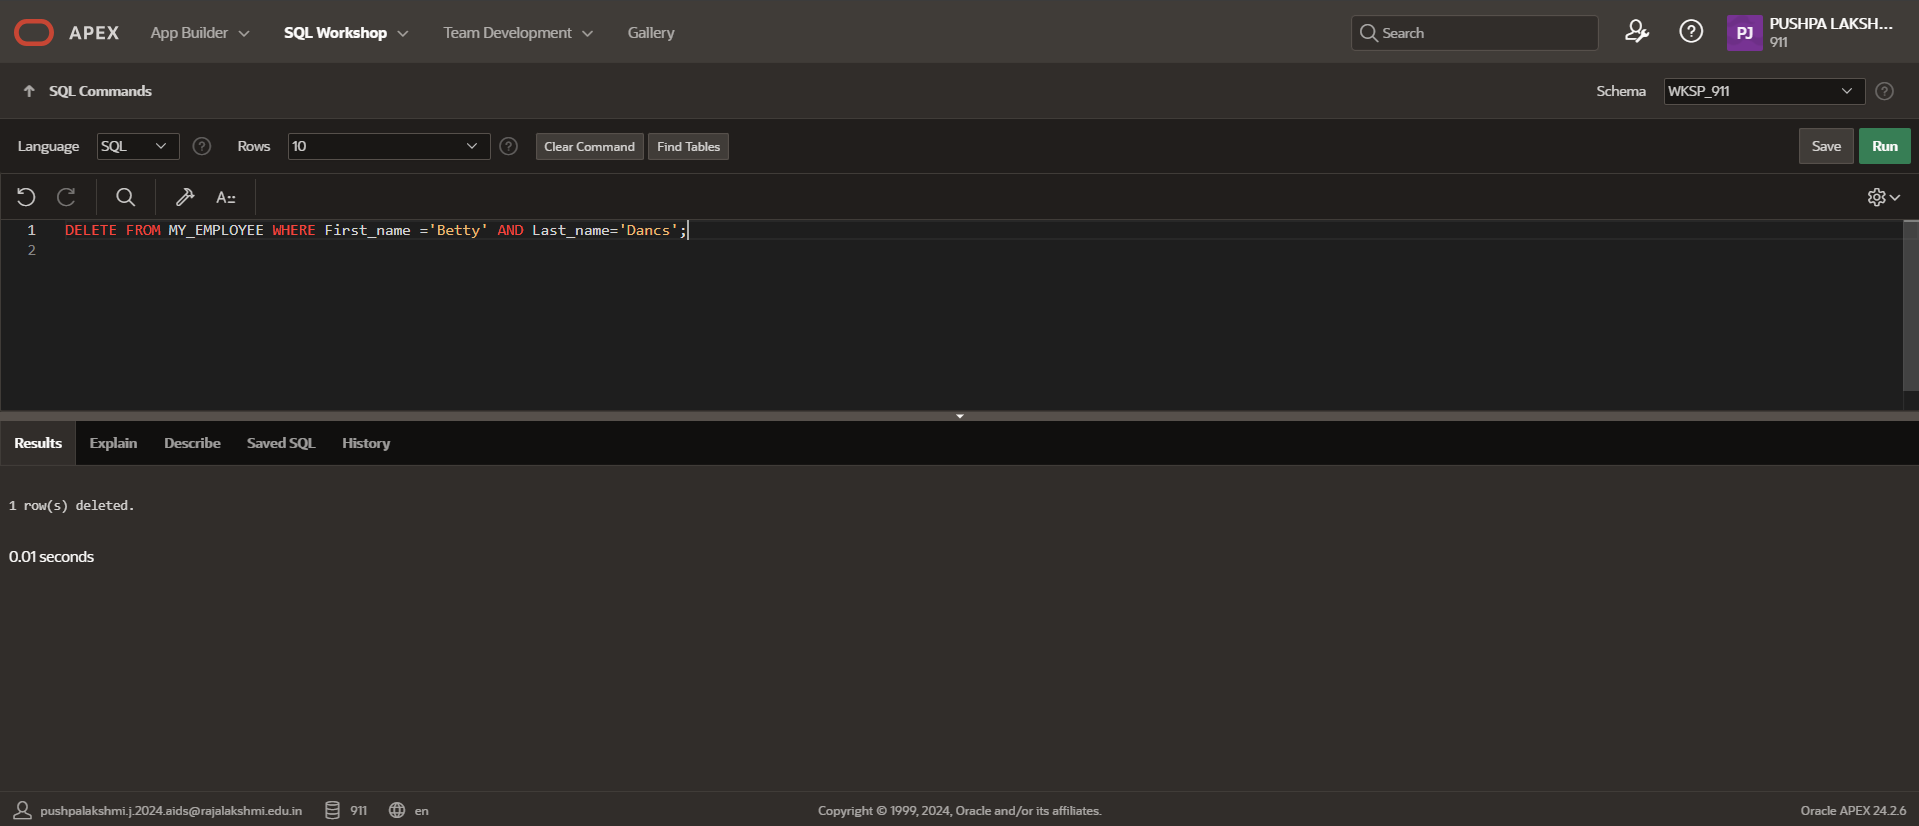 APEX App Builder SQL Workshop Team Development Gallery Search PJ PUSHPA LAKSH...
911
SQL Commands Schema WKSP_911
Language SQL Rows 10 Clear Command Find Tables Save Run
A::
1 DELETE FROM MY_EMPLOYEE WHERE First_name ='Betty' AND Last_name='Dancs';
2
Results Explain Describe Saved SQL History
1 row(s) deleted.
0.01 seconds
pushpalakshmi.j.2024.aids@rajalakshmi.edu.in 911 en Copyright © 1999, 2024, Oracle and/or its affiliates. Oracle APEX 24.2.6